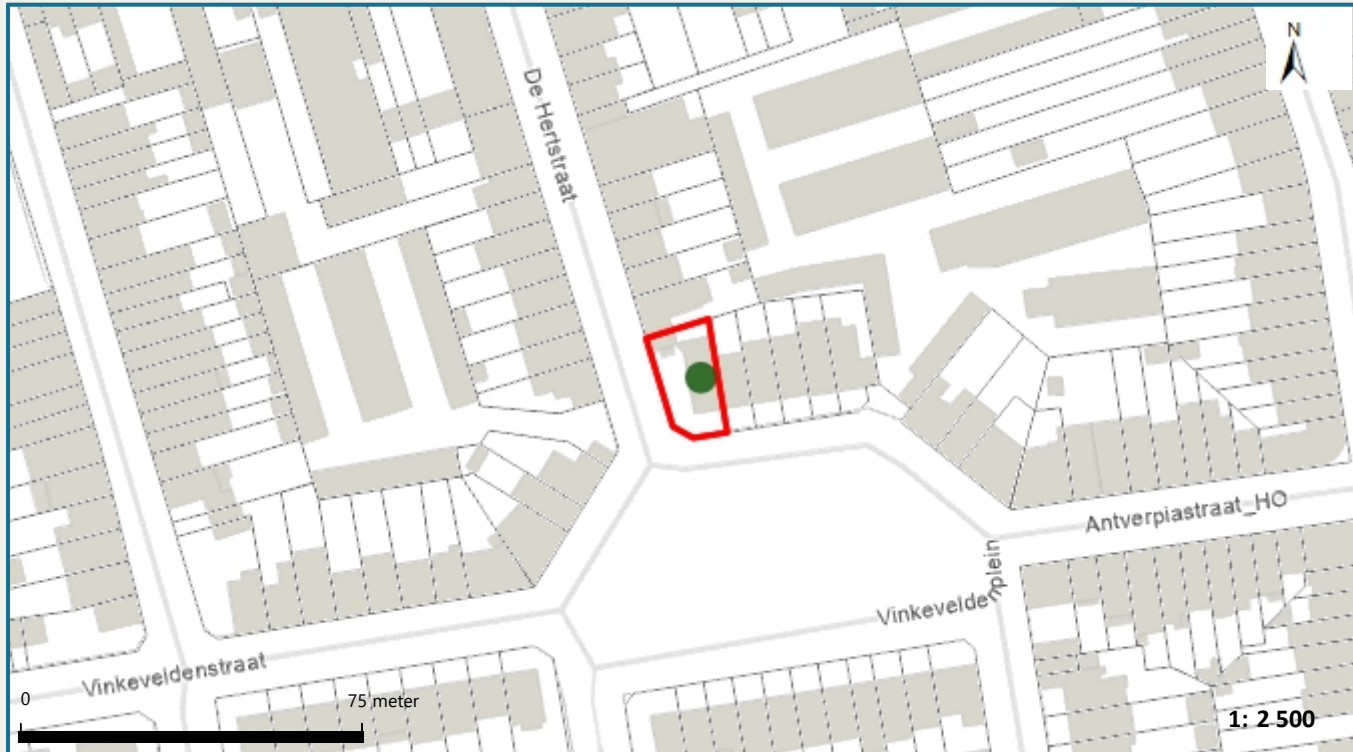 N
De Hertstraat
Antverpiastraat_HO
Vinkeveldenplein
Vinkeveldenstraat
0 75 meter
1: 2 500